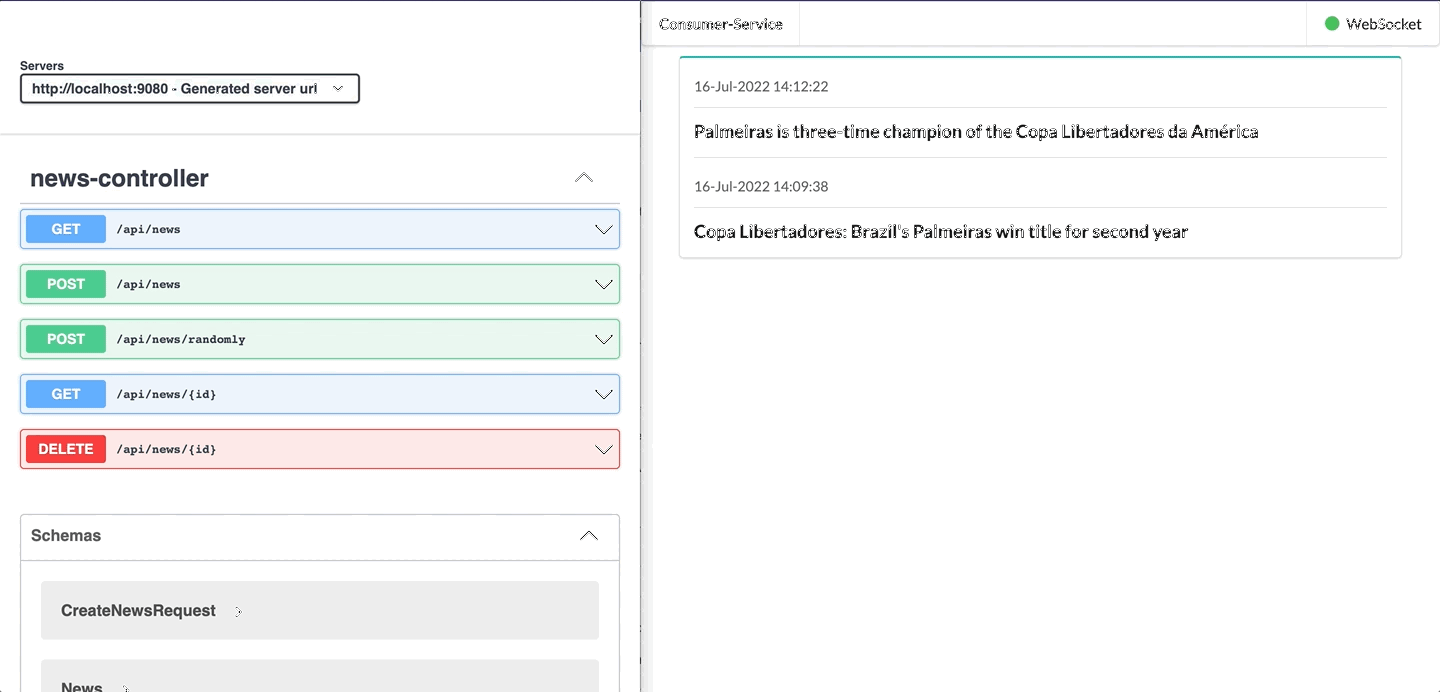 Servers
http://localhost:9080 - Generated server url
news-controller
GET /api/news
POST /api/news
POST /api/news/randomly
GET /api/news/{id}
DELETE /api/news/{id}
Schemas
CreateNewsRequest
News
Consumer-Service
WebSocket
16-Jul-2022 14:12:22
Palmeiras is three-time champion of the Copa Libertadores da América
16-Jul-2022 14:09:38
Copa Libertadores: Brazil's Palmeiras win title for second year